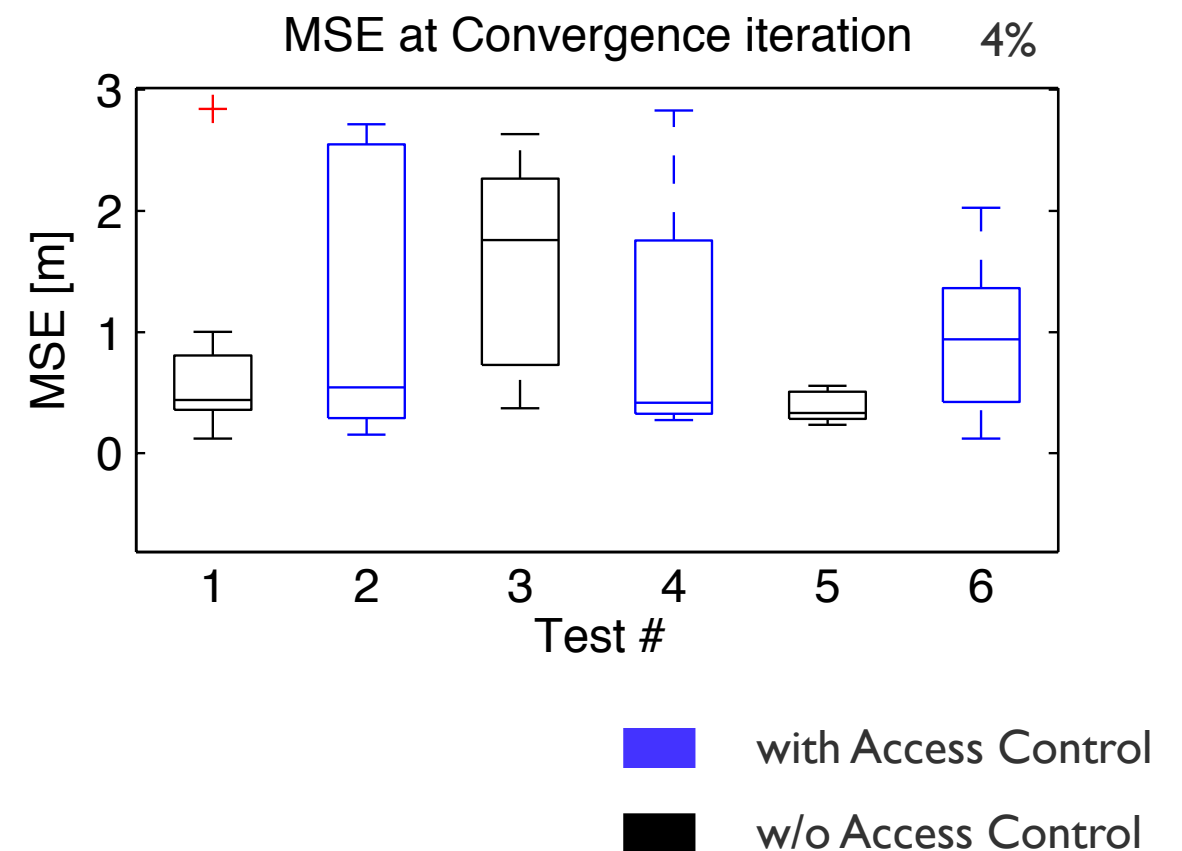 MSE at Convergence iteration 4%
3
2
1
0
MSE [m]
1 2 3 4 5 6
Test #
with Access Control
w/o Access Control